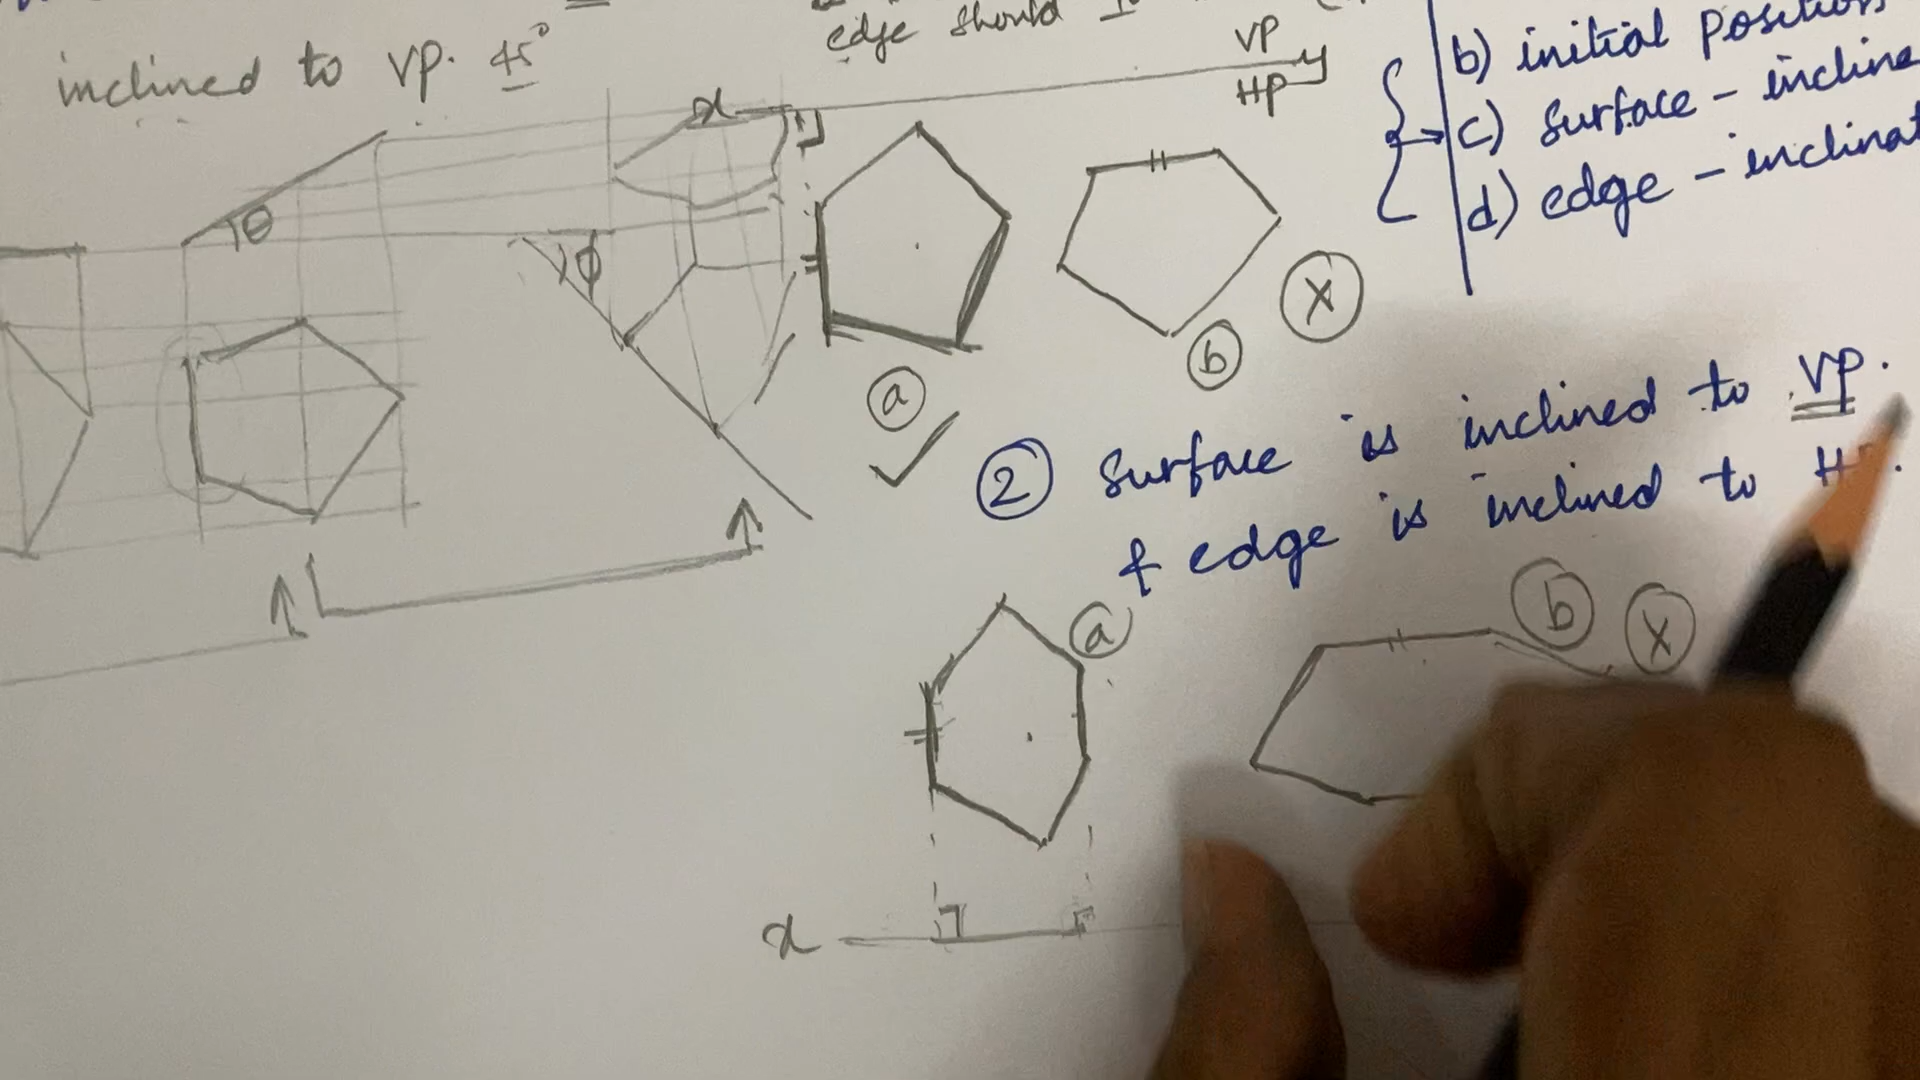 inclined to VP. 45°
edge should
VP
HP y
x
θ
ϕ
a
b
X
b) initial position
c) Surface - incline
d) edge - inclinat
② Surface is inclined to VP.
& edge is inclined to
a
b
X
x